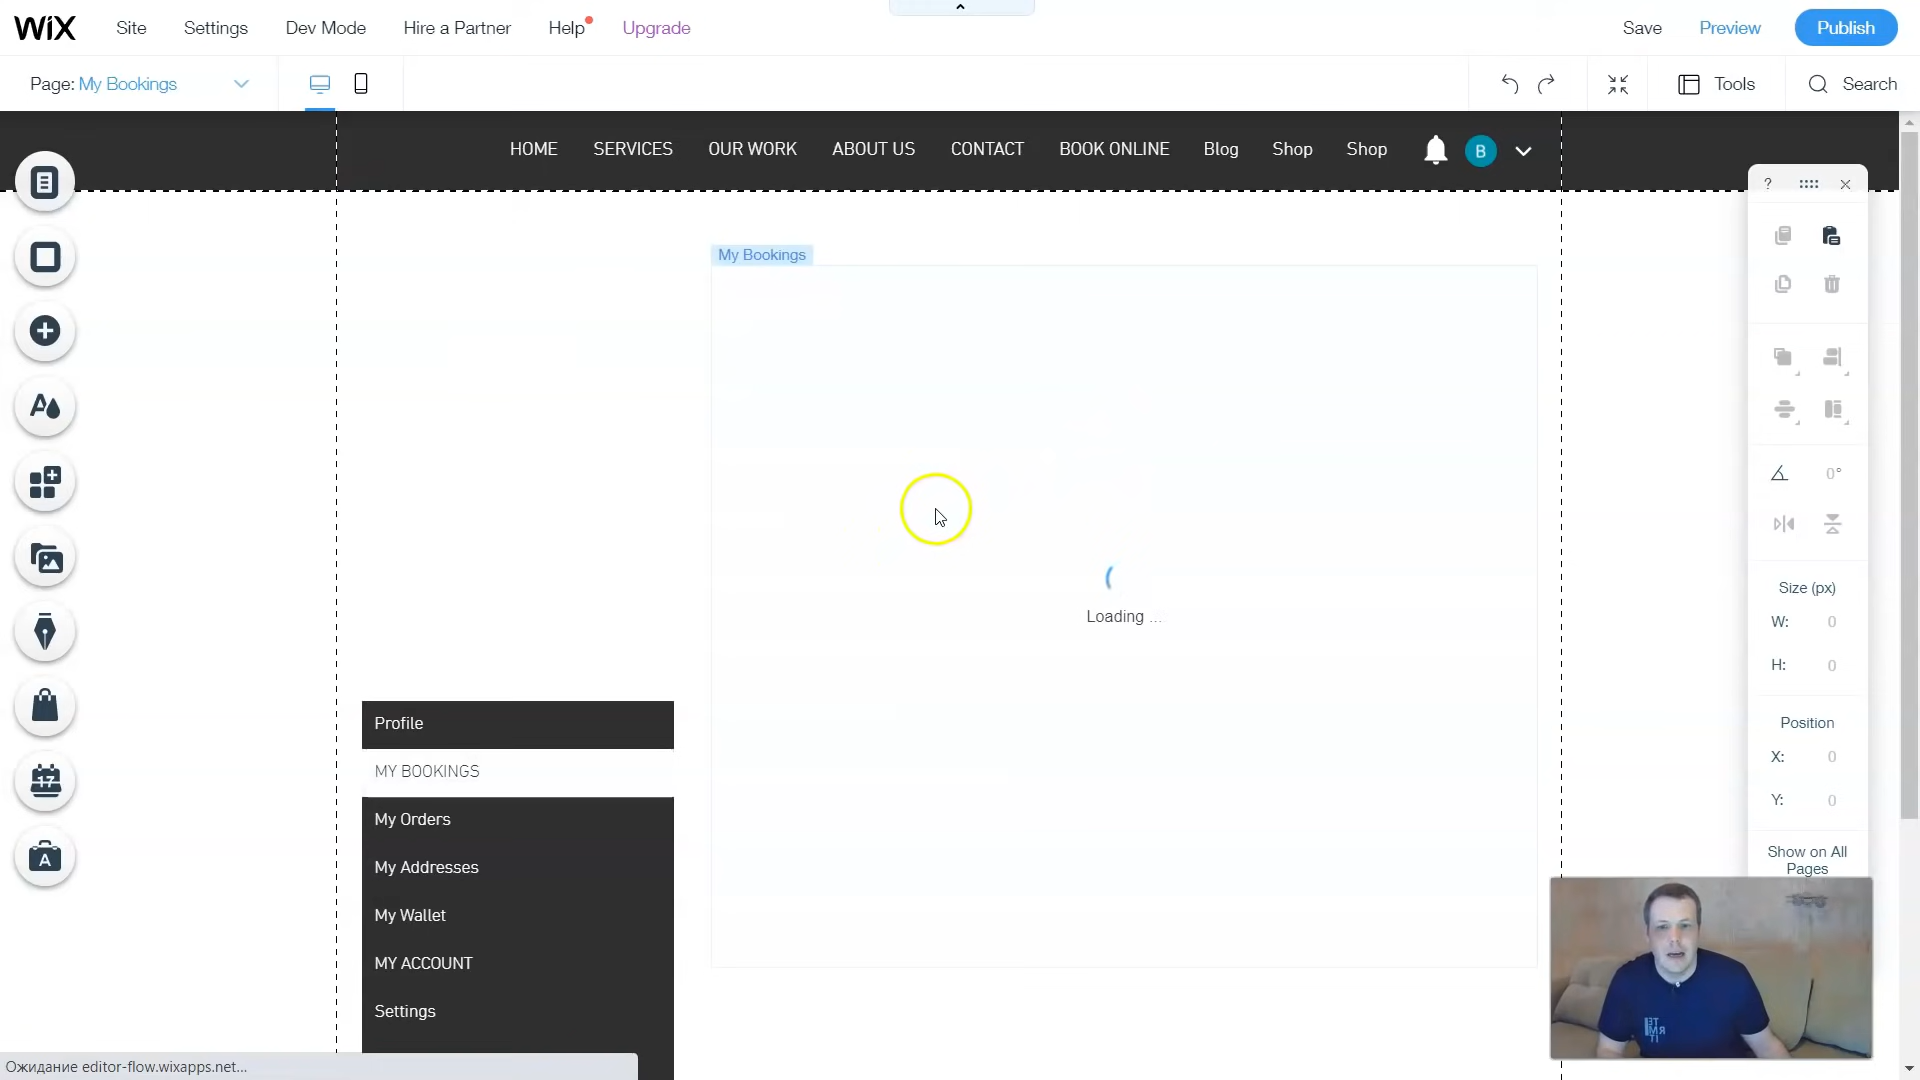 WiX Site Settings Dev Mode Hire a Partner Help Upgrade Save Preview Publish
Page: My Bookings Tools Search
HOME SERVICES OUR WORK ABOUT US CONTACT BOOK ONLINE Blog Shop Shop B
?
My Bookings
A
0°
Loading ...
Size (px)
W: 0
H: 0
Profile
Position
MY BOOKINGS
X: 0
17
My Orders
Y: 0
My Addresses
Show on All
Pages
A
My Wallet
MY ACCOUNT
Settings
Ожидание editor-flow.wixapps.net...